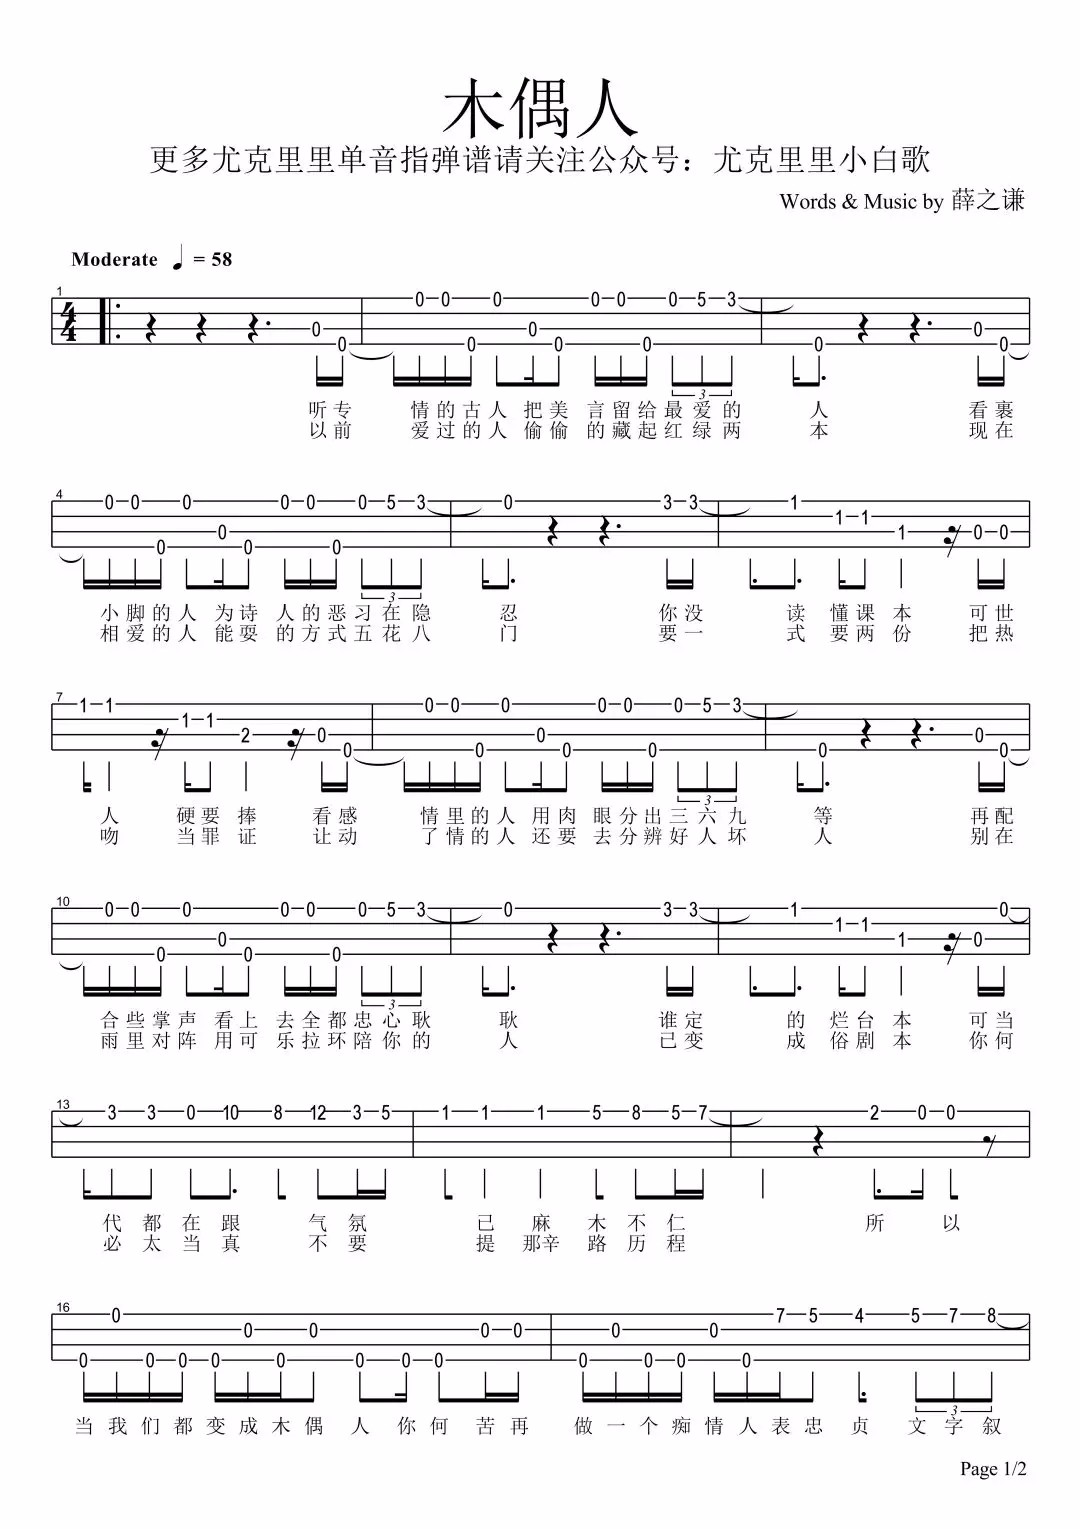 木偶人
更多尤克里里单音指弹谱请关注公众号：尤克里里小白歌
Words & Music by 薛之谦
Moderate ♩ = 58
1
4 4
0 0 0 0 0 0 0 0 0 0 0 0 5 3 0 0 0
3
听专 情的古人把美 言留给最爱的 人 看裹
以前 爱过的人偷偷 的藏起红绿两 本 现在
4
0 0 0 0 0 0 0 0 0 0 5 3 0 3 3 1 1 1 1 0 0
3
小脚的人为诗 人的恶习在隐 忍 你没 读懂课本 可世
相爱的人能耍 的方式五花八 门 要一 式要两份 把热
7
1 1 1 1 2 0 0 0 0 0 0 0 0 0 0 0 0 5 3 0 0 0
3
人 硬要捧 看感 情里的人用肉 眼分出三六九 等 再配
吻 当罪证 让动 了情的人还要 去分辨好人坏 人 别在
10
0 0 0 0 0 0 0 0 0 0 5 3 0 3 3 1 1 1 1 0 0
3
合些掌声看上 去全都忠心耿 耿 谁定 的烂台本 可当
雨里对阵用可 乐拉环陪你的 人 已变 成俗剧本 你何
13
3 3 0 10 8 12 3 5 1 1 1 5 8 5 7 2 0 0
代都在跟 气氛 已麻木不仁 所 以
必太当真 不要 提那辛路历程
16
0 0 0 0 0 0 0 0 0 0 0 0 0 0 0 0 0 0 0 0 7 5 4 5 7 8
3
当我们都变成木偶人你何苦再 做一个痴情人表忠贞 文字叙
Page 1/2